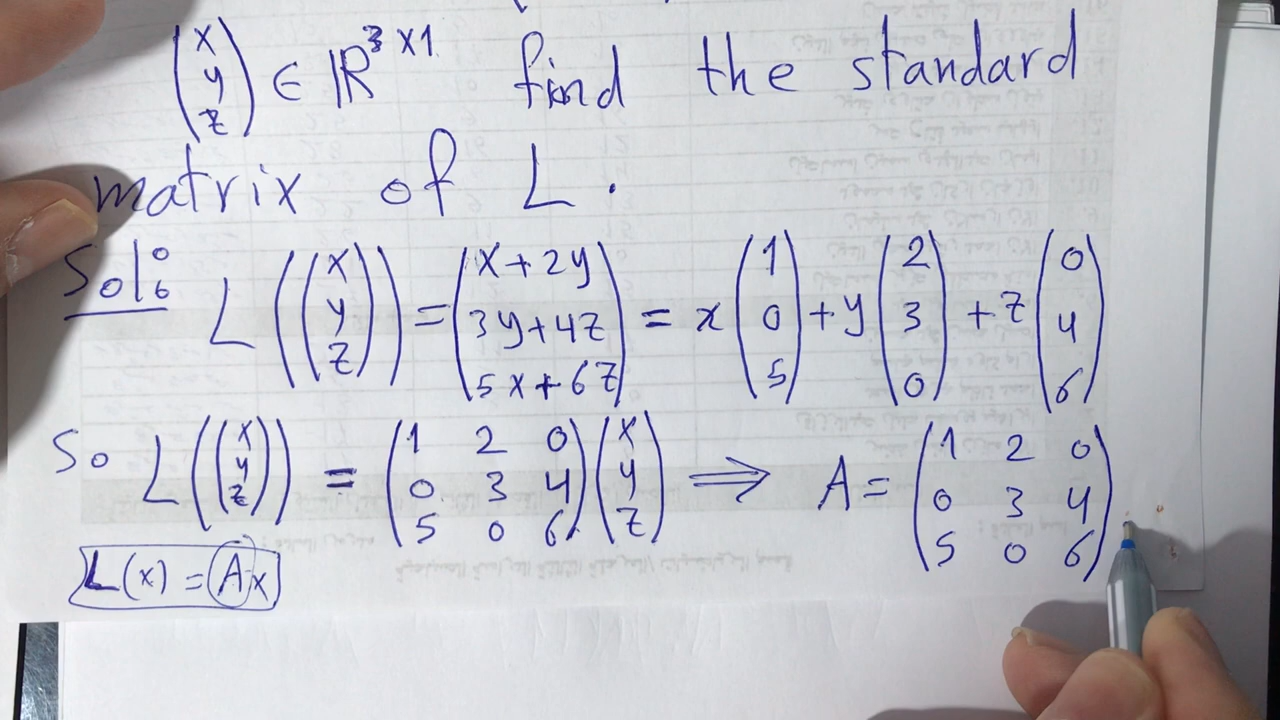 (x y z) ∈ ℝ^{3×1} find the standard
matrix of L.
Sol: L((x y z)) = (x+2y 3y+4z 5x+6z) = x(1 0 5) + y(2 3 0) + z(0 4 6)
So L((x y z)) = (1 2 0 0 3 4 5 0 6)(x y z) ⟹ A = (1 2 0 0 3 4 5 0 6)
L(x) = Ax